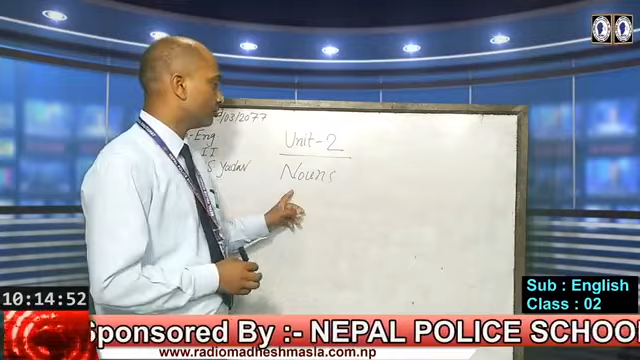 /03/2077
Eng
II
S Yadav
Unit-2
Nouns
Sub : English
Class : 02
10:14:52
Sponsored By :- NEPAL POLICE SCHOO
www.radiomadheshmasla.com.np